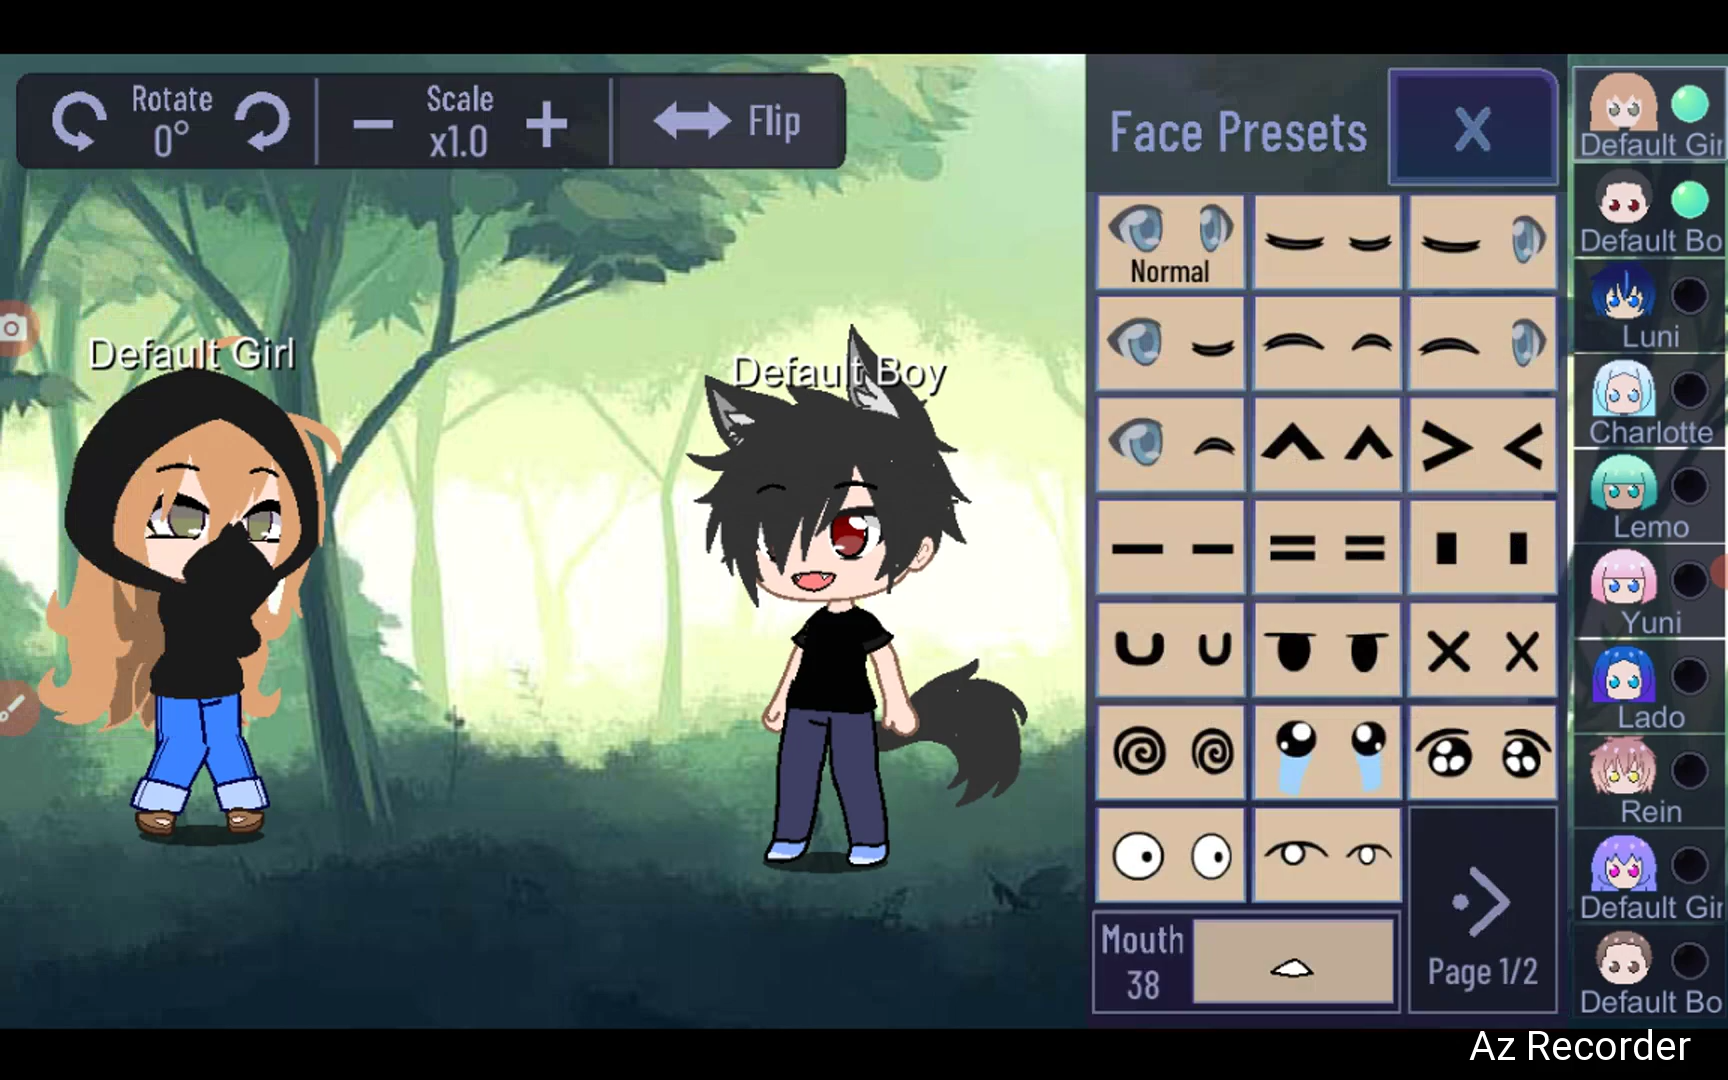 Rotate
0°
Scale
x1.0
Flip
Face Presets
X
Default Gir
Default Girl
Default Boy
Normal
Default Bo
Luni
Charlotte
Lemo
Yuni
Lado
Rein
Default Gir
Default Bo
Mouth
38
Page 1/2
Az Recorder